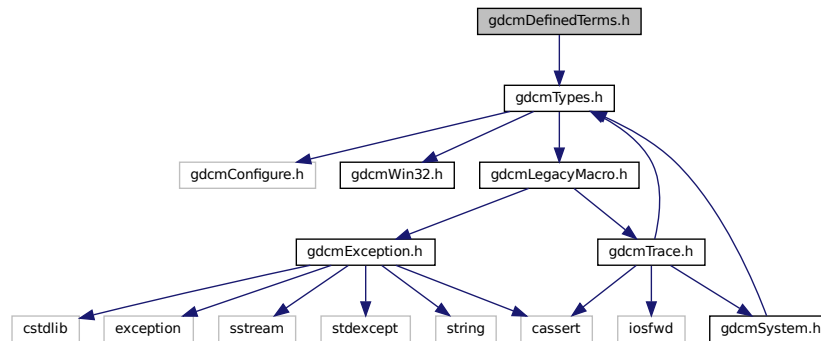 gdcmDefinedTerms.h
gdcmTypes.h
gdcmConfigure.h
gdcmWin32.h
gdcmLegacyMacro.h
gdcmException.h
gdcmTrace.h
cstdlib
exception
sstream
stdexcept
string
cassert
iosfwd
gdcmSystem.h